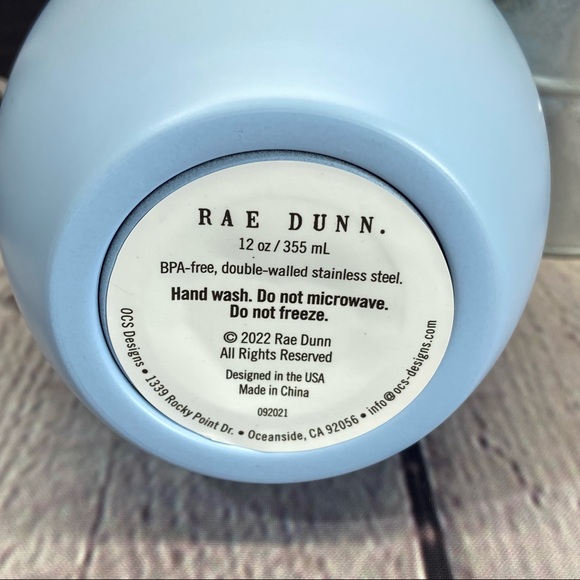 RAE DUNN.
12 oz / 355 mL
BPA-free, double-walled stainless steel.
Hand wash. Do not microwave.
Do not freeze.
© 2022 Rae Dunn
All Rights Reserved
Designed in the USA
Made in China
092021
OCS Designs • 1339 Rocky Point Dr. • Oceanside, CA 92056 • info@ocs-designs.com